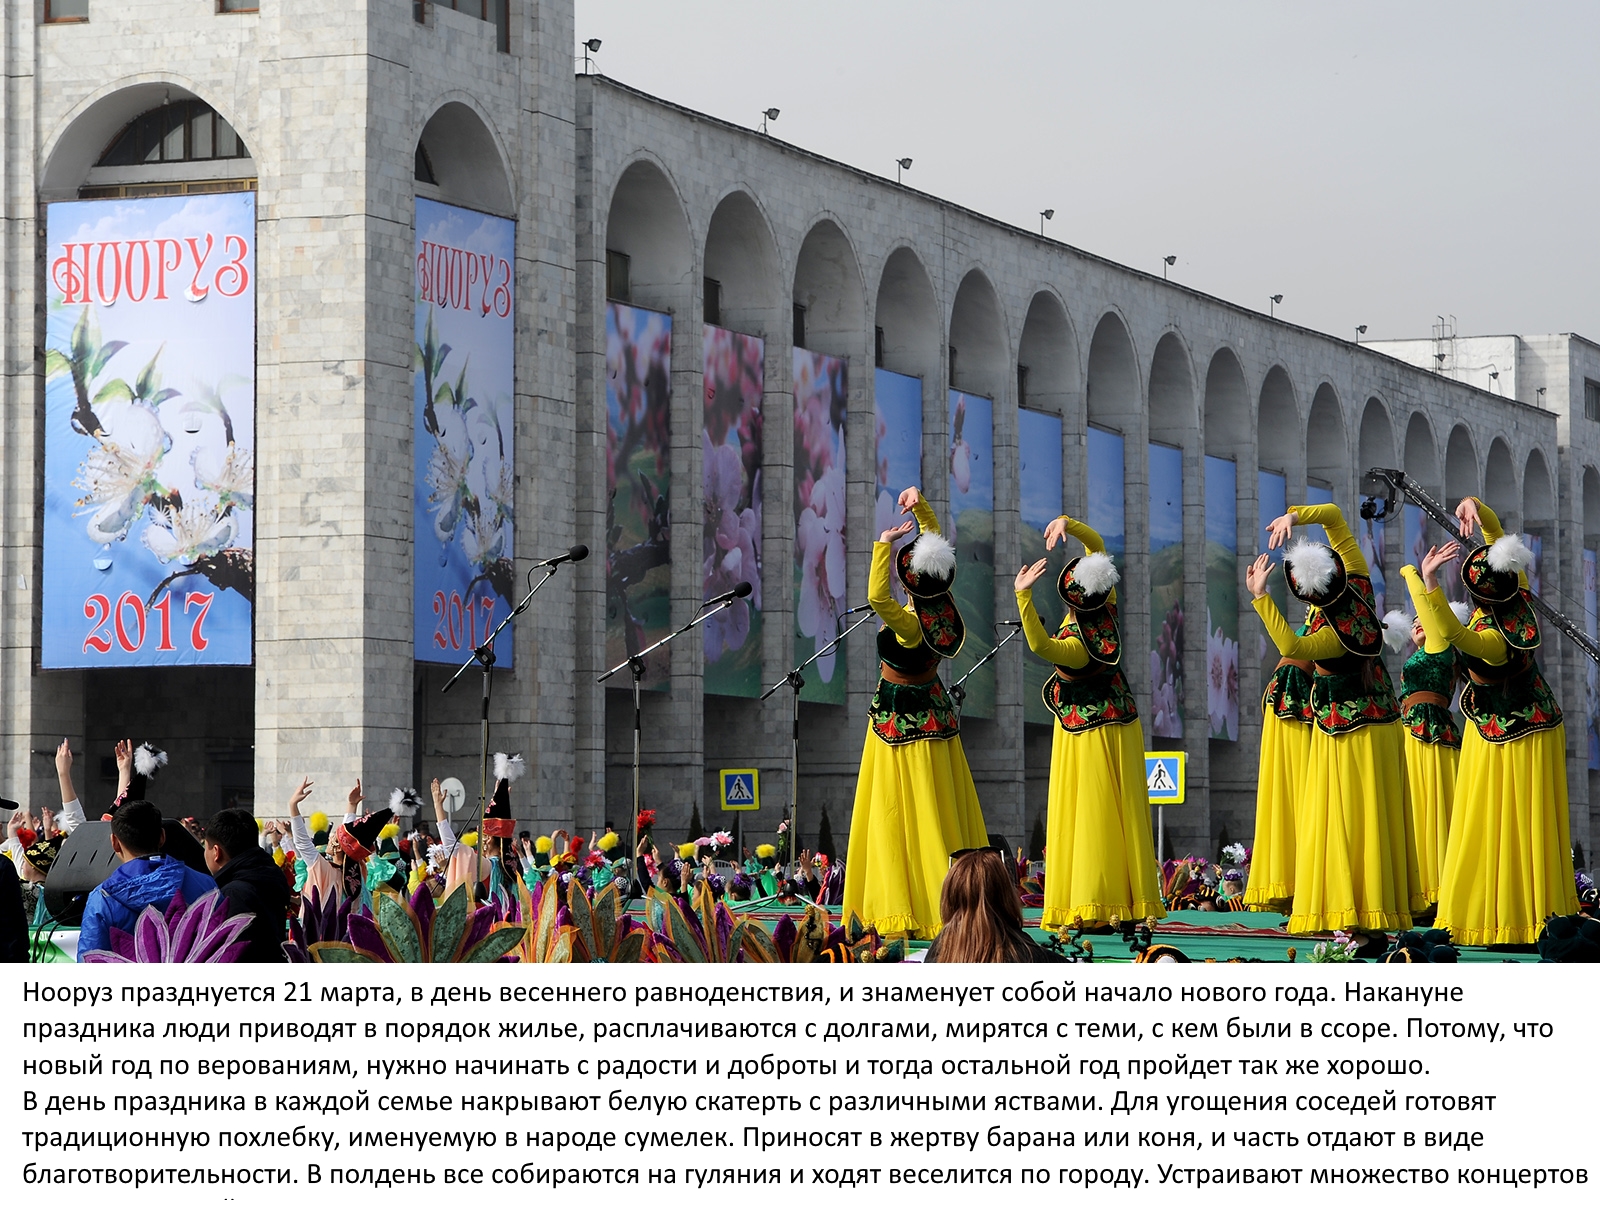 НООРУЗ
2017
НООРУЗ
2017
Нооруз празднуется 21 марта, в день весеннего равноденствия, и знаменует собой начало нового года. Накануне
праздника люди приводят в порядок жилье, расплачиваются с долгами, мирятся с теми, с кем были в ссоре. Потому, что
новый год по верованиям, нужно начинать с радости и доброты и тогда остальной год пройдет так же хорошо.
В день праздника в каждой семье накрывают белую скатерть с различными яствами. Для угощения соседей готовят
традиционную похлебку, именуемую в народе сумелек. Приносят в жертву барана или коня, и часть отдают в виде
благотворительности. В полдень все собираются на гуляния и ходят веселится по городу. Устраивают множество концертов